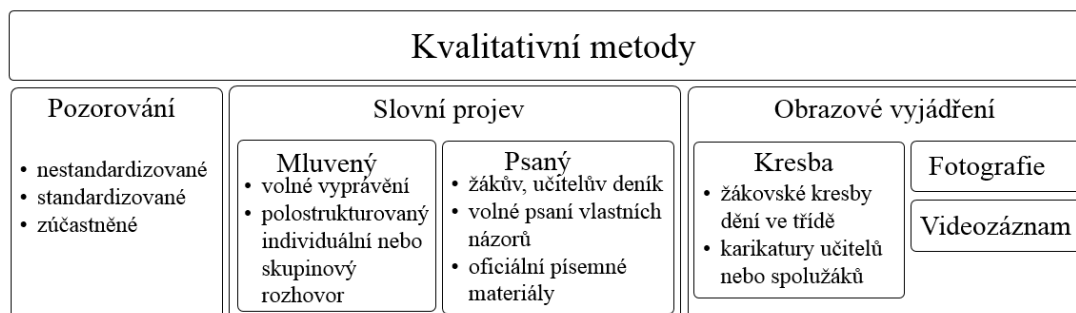 Kvalitativní metody
Pozorování
• nestandardizované
• standardizované
• zúčastněné
Slovní projev
Mluvený
• volné vyprávění
• polostrukturovaný
individuální nebo
skupinový
rozhovor
Psaný
• žákův, učitelův deník
• volné psaní vlastních
názorů
• oficiální písemné
materiály
Obrazové vyjádření
Kresba
• žákovské kresby
dění ve třídě
• karikatury učitelů
nebo spolužáků
Fotografie
Videozáznam